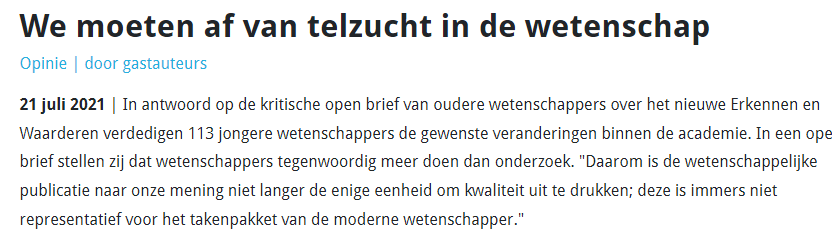 We moeten af van telzucht in de wetenschap
Opinie | door gastauteurs
21 juli 2021 | In antwoord op de kritische open brief van oudere wetenschappers over het nieuwe Erkennen en
Waarderen verdedigen 113 jongere wetenschappers de gewenste veranderingen binnen de academie. In een ope
brief stellen zij dat wetenschappers tegenwoordig meer doen dan onderzoek. "Daarom is de wetenschappelijke
publicatie naar onze mening niet langer de enige eenheid om kwaliteit uit te drukken; deze is immers niet
representatief voor het takenpakket van de moderne wetenschapper."